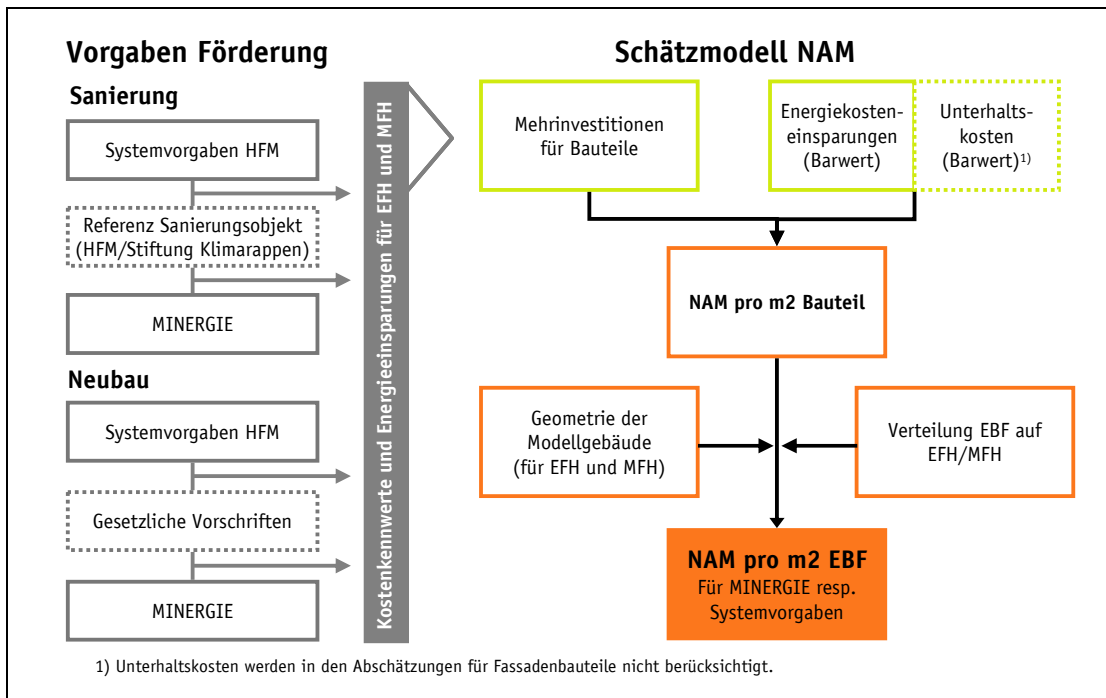 Vorgaben Förderung
Sanierung
Systemvorgaben HFM
Referenz Sanierungsobjekt
(HFM/Stiftung Klimarappen)
MINERGIE
Neubau
Systemvorgaben HFM
Gesetzliche Vorschriften
MINERGIE
Kostenkennwerte und Energieeinsparungen für EFH und MFH
Schätzmodell NAM
Mehrinvestitionen
für Bauteile
Energiekosten-
einsparungen
(Barwert)
Unterhalts-
kosten
(Barwert)1)
NAM pro m2 Bauteil
Geometrie der
Modellgebäude
(für EFH und MFH)
Verteilung EBF auf
EFH/MFH
NAM pro m2 EBF
Für MINERGIE resp.
Systemvorgaben
1) Unterhaltskosten werden in den Abschätzungen für Fassadenbauteile nicht berücksichtigt.